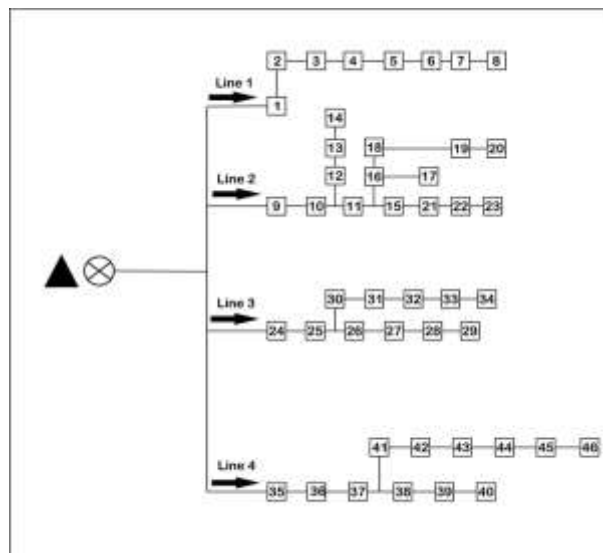 2 3 4 5 6 7 8
Line 1
1
14
13
18 19 20
12 16 17
Line 2
9 10 11 15 21 22 23
Line 3
30 31 32 33 34
24 25 26 27 28 29
41 42 43 44 45 46
Line 4
35 36 37 38 39 40